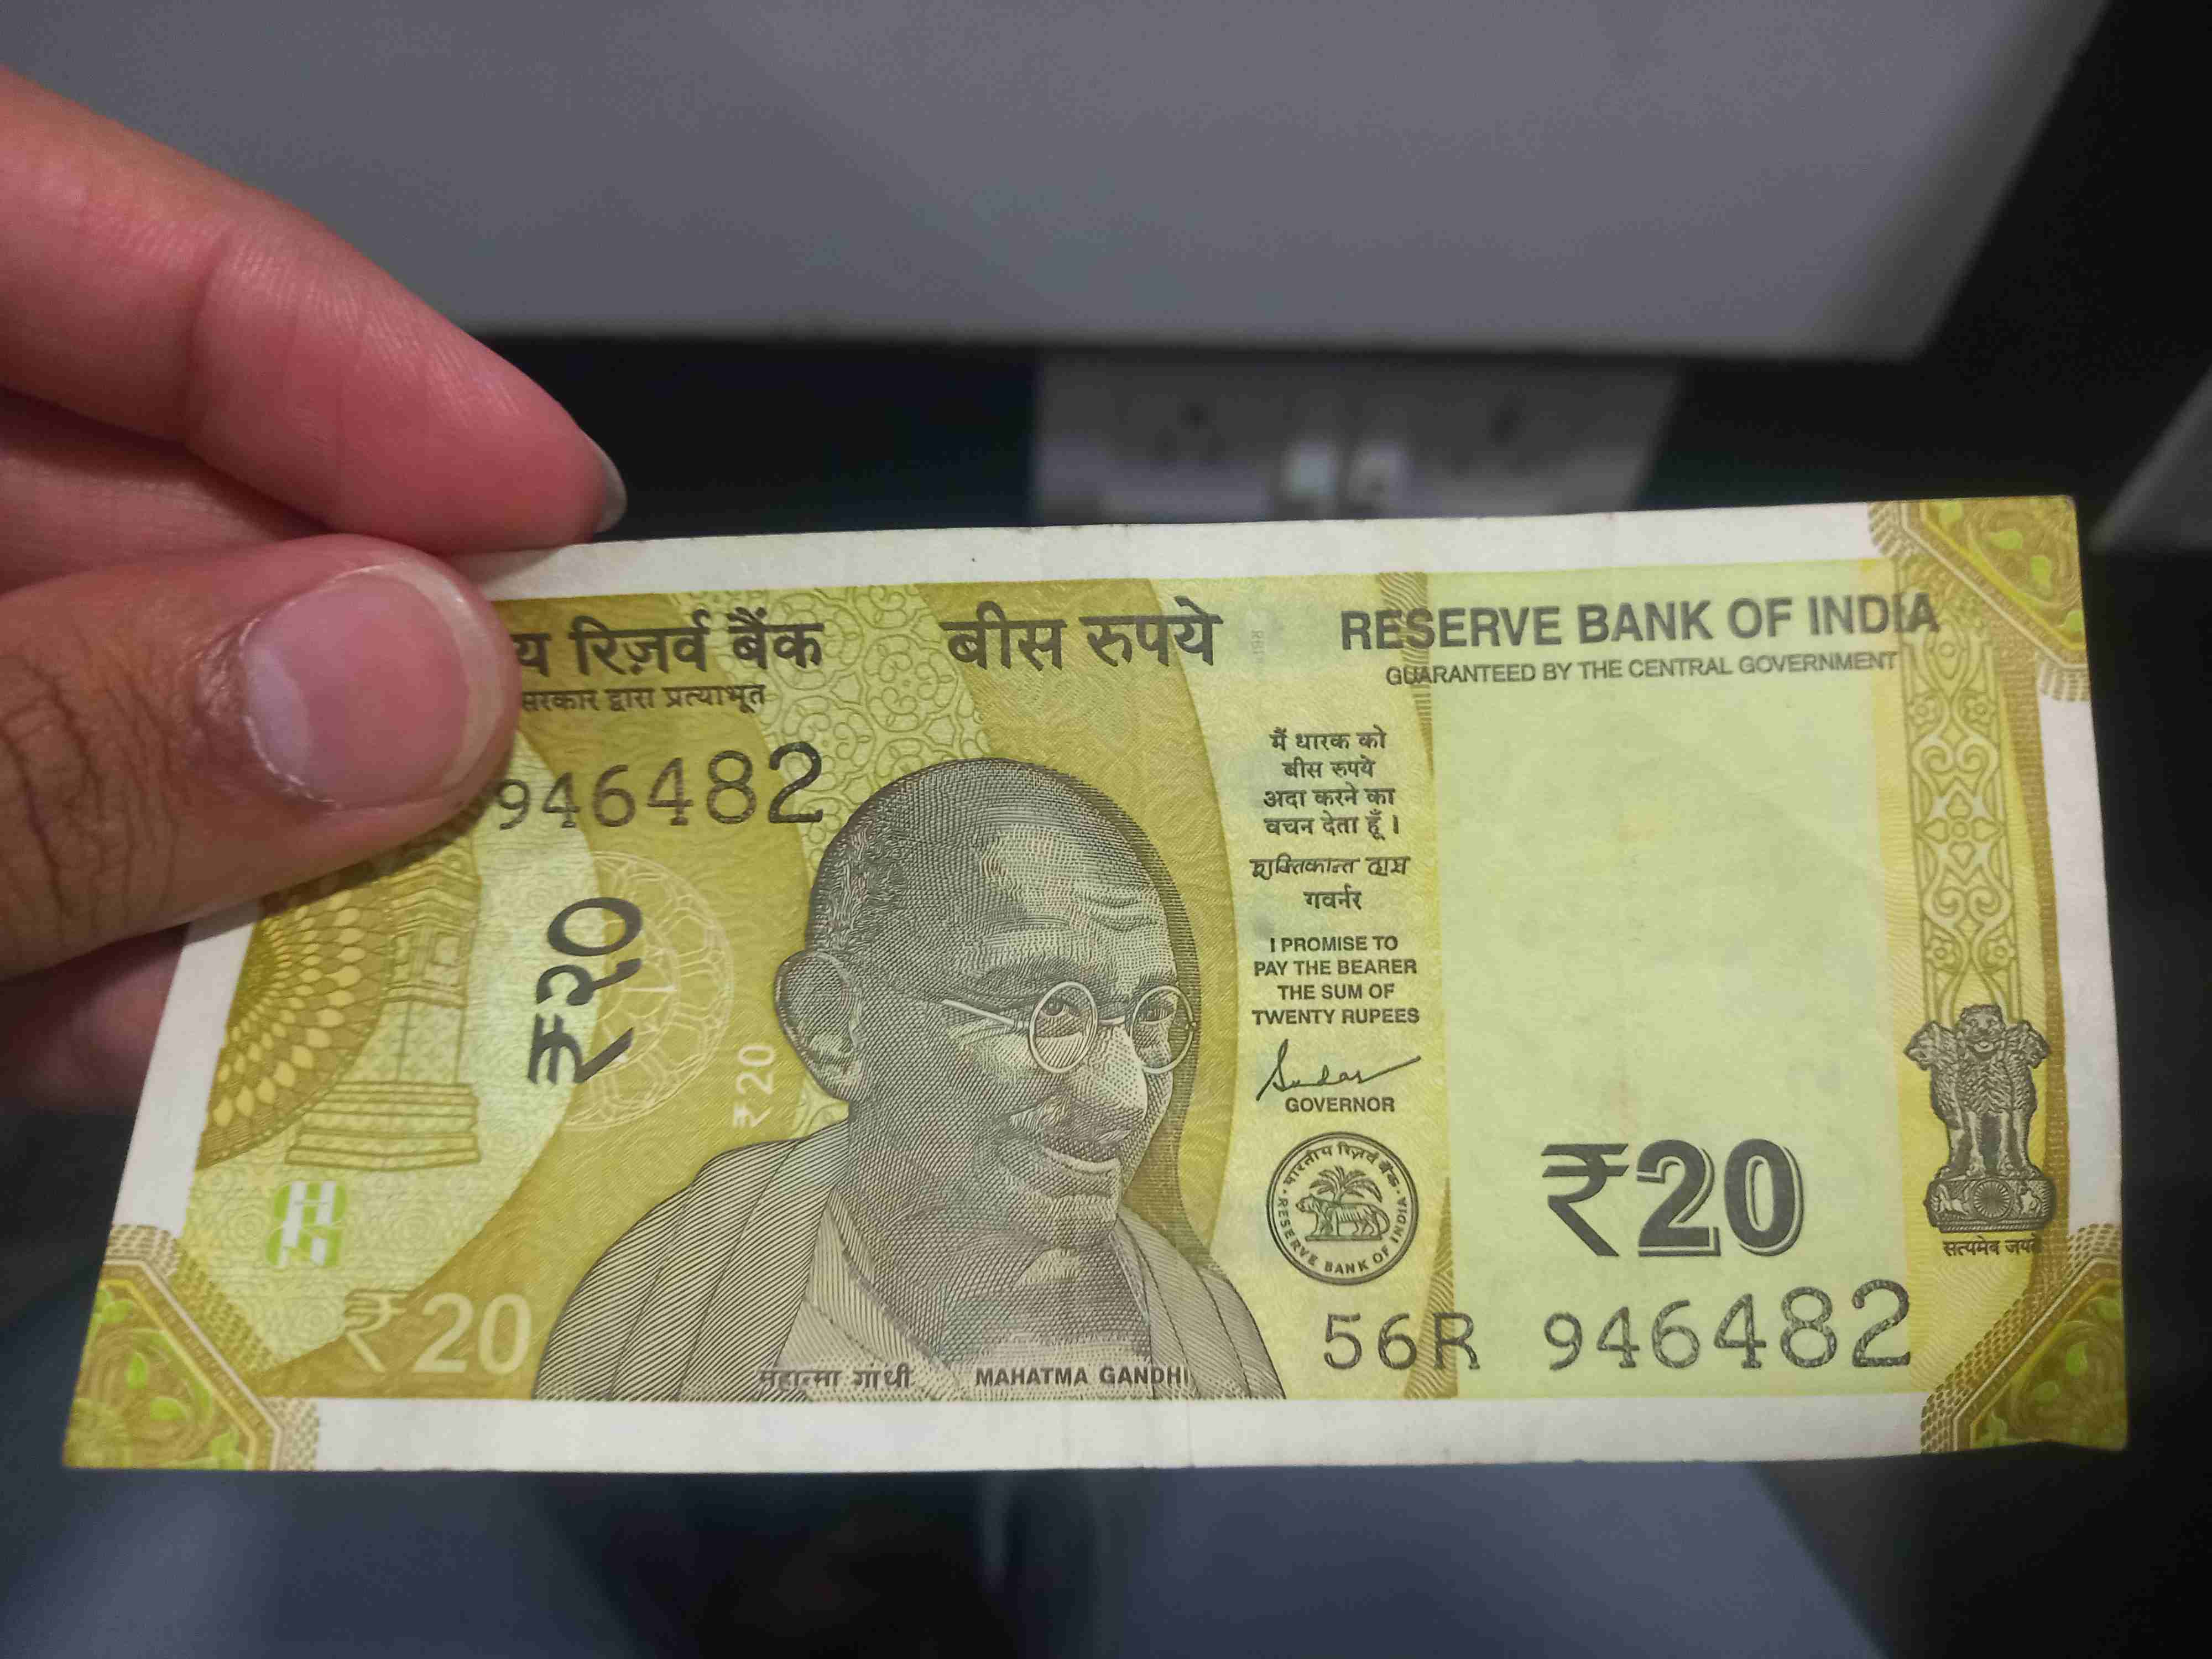 य रिज़र्व बैंक
सरकार द्वारा प्रत्याभूत
946482
₹२०
₹20
₹20
बीस रुपये
महात्मा गांधी
MAHATMA GANDHI
RESERVE BANK OF INDIA
GUARANTEED BY THE CENTRAL GOVERNMENT
मैं धारक को
बीस रुपये
अदा करने का
वचन देता हूँ ।
शक्तिकान्त दास
गवर्नर
I PROMISE TO
PAY THE BEARER
THE SUM OF
TWENTY RUPEES
GOVERNOR
भारतीय रिज़र्व बैंक
RESERVE BANK OF INDIA
₹20
56R 946482
सत्यमेव जयते